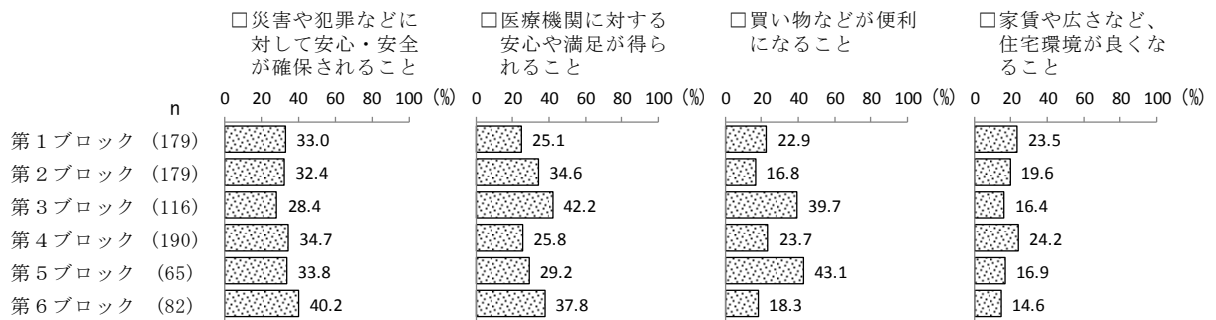 □災害や犯罪などに
対して安心・安全
が確保されること
□医療機関に対する
安心や満足が得ら
れること
□買い物などが便利
になること
□家賃や広さなど、
住宅環境が良くな
ること
n
0 20 40 60 80 100 (%)
0 20 40 60 80 100 (%)
0 20 40 60 80 100 (%)
0 20 40 60 80 100 (%)
第1ブロック (179) 33.0 25.1 22.9 23.5
第2ブロック (179) 32.4 34.6 16.8 19.6
第3ブロック (116) 28.4 42.2 39.7 16.4
第4ブロック (190) 34.7 25.8 23.7 24.2
第5ブロック (65) 33.8 29.2 43.1 16.9
第6ブロック (82) 40.2 37.8 18.3 14.6